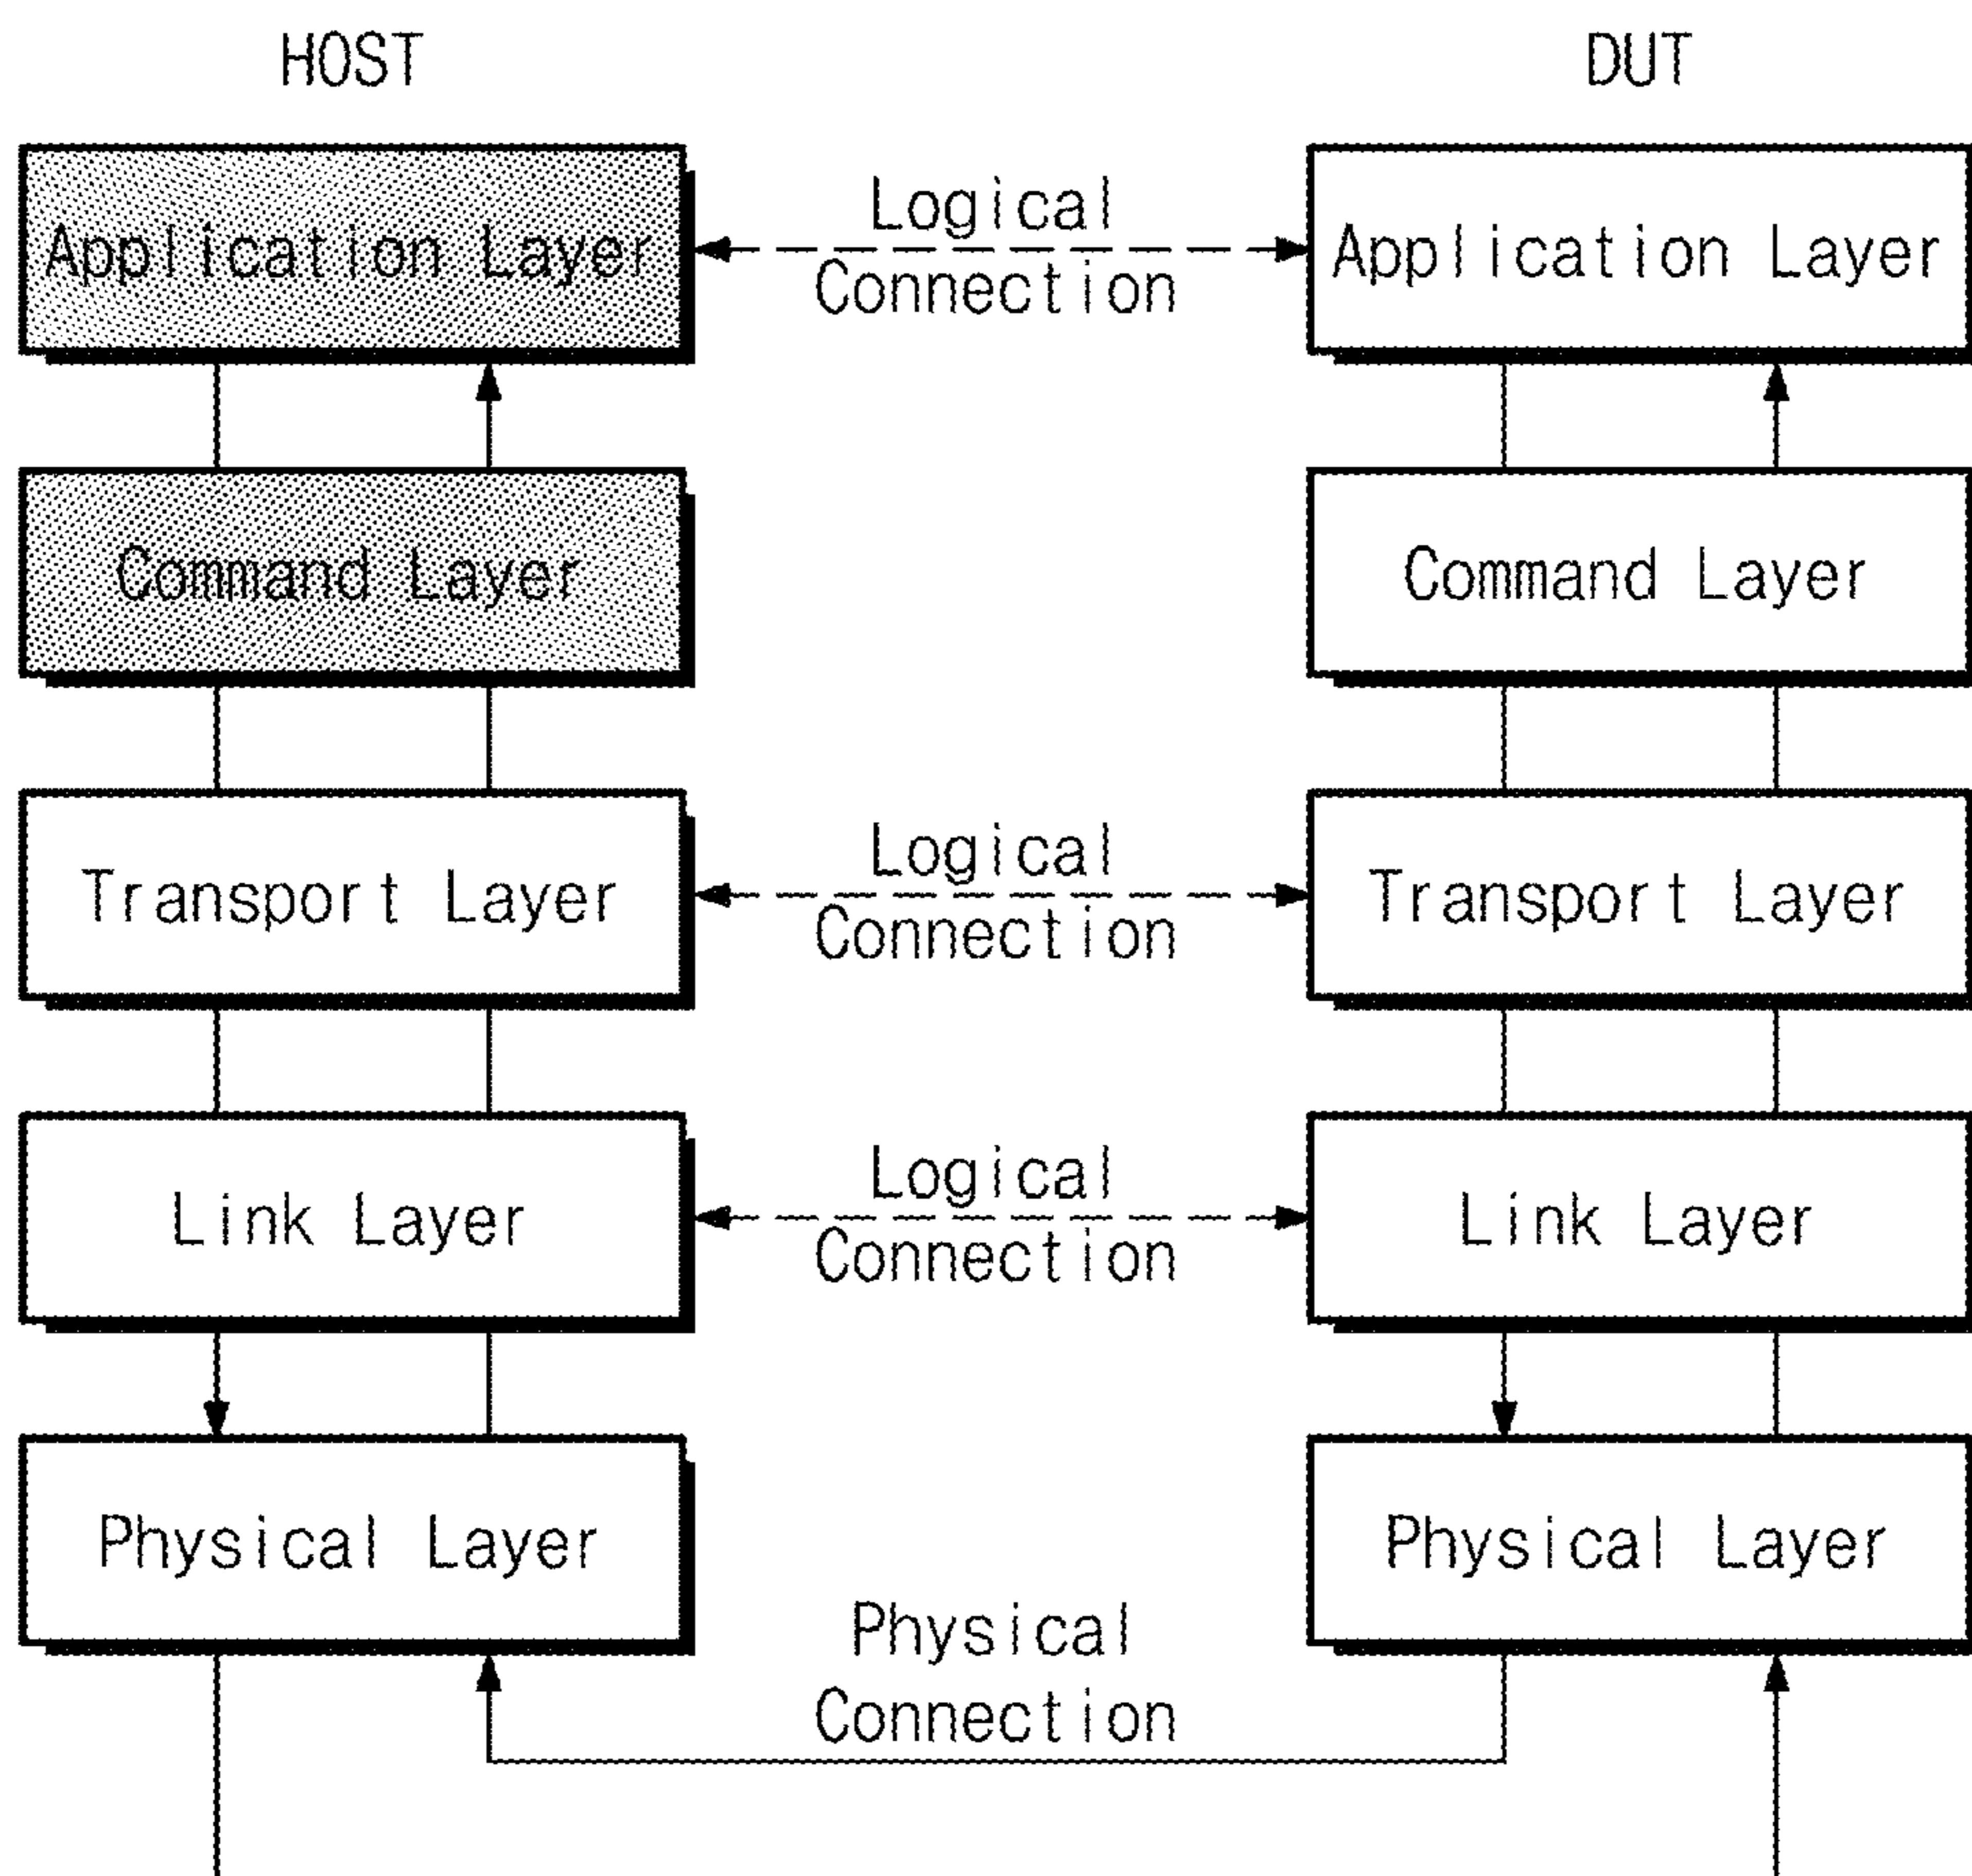 HOST
DUT
Application Layer
Logical
Connection
Application Layer
Command Layer
Command Layer
Transport Layer
Logical
Connection
Transport Layer
Link Layer
Logical
Connection
Link Layer
Physical Layer
Physical
Connection
Physical Layer